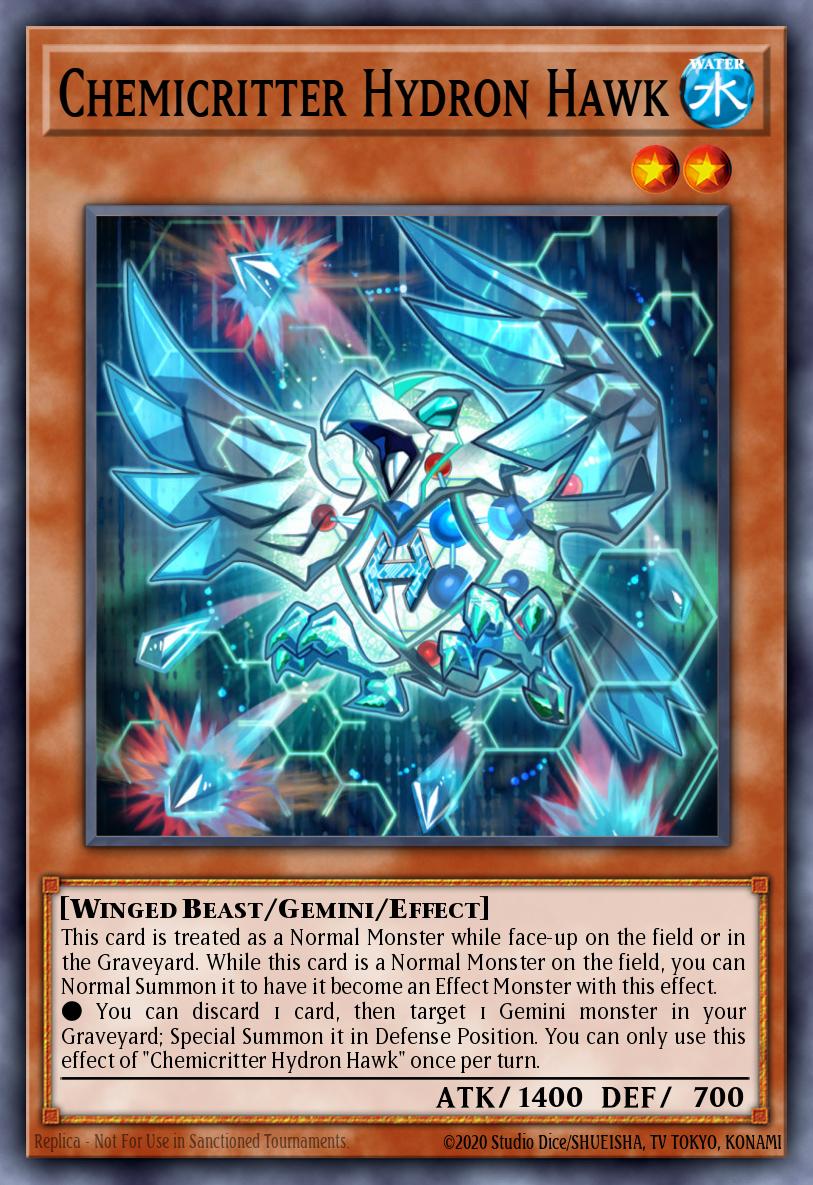 Chemicritter Hydron Hawk
WATER
水
[Winged Beast/Gemini/Effect]
This card is treated as a Normal Monster while face-up on the field or in
the Graveyard. While this card is a Normal Monster on the field, you can
Normal Summon it to have it become an Effect Monster with this effect.
● You can discard 1 card, then target 1 Gemini monster in your
Graveyard; Special Summon it in Defense Position. You can only use this
effect of "Chemicritter Hydron Hawk" once per turn.
ATK/ 1400 DEF/ 700
Replica - Not For Use in Sanctioned Tournaments.
©2020 Studio Dice/SHUEISHA, TV TOKYO, KONAMI
H